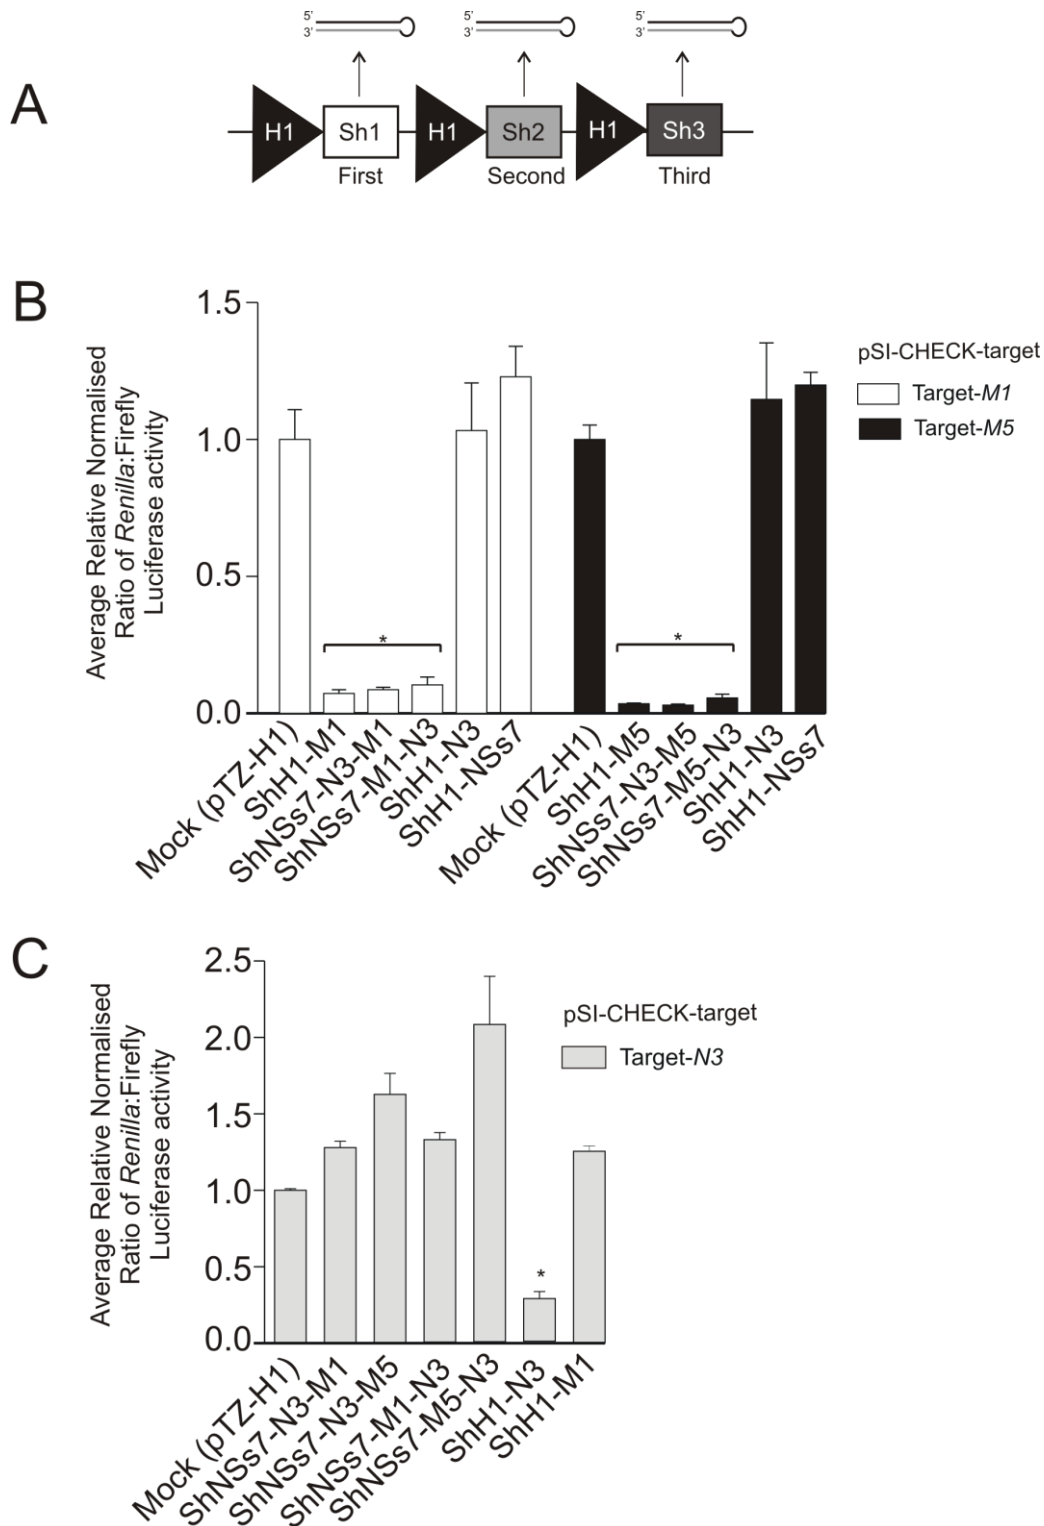 A
5' 5' 5'
3' 3' 3'
H1 Sh1 H1 Sh2 H1 Sh3
First Second Third
B
Average Relative Normalised
Ratio of Renilla:Firefly
Luciferase activity
1.5
1.0
0.5
0.0
* *
pSI-CHECK-target
Target-M1
Target-M5
Mock (pTZ-H1)
ShH1-M1
ShNSs7-N3-M1
ShNSs7-M1-N3
ShH1-N3
ShH1-NSs7
Mock (pTZ-H1)
ShH1-M5
ShNSs7-N3-M5
ShNSs7-M5-N3
ShH1-N3
ShH1-NSs7
C
Average Relative Normalised
Ratio of Renilla:Firefly
Luciferase activity
2.5
2.0
1.5
1.0
0.5
0.0
*
pSI-CHECK-target
Target-N3
Mock (pTZ-H1)
ShNSs7-N3-M1
ShNSs7-N3-M5
ShNSs7-M1-N3
ShNSs7-M5-N3
ShH1-N3
ShH1-M1